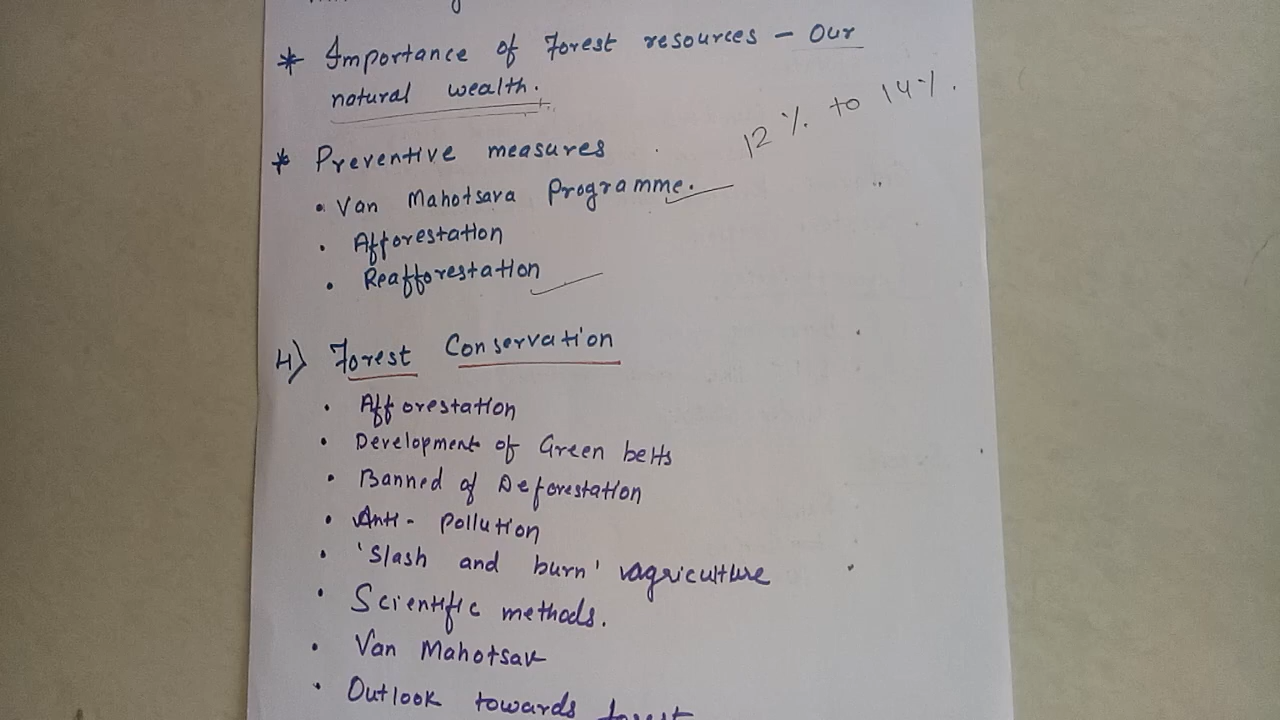 * Importance of Forest resources - Our
natural wealth.
12% to 14%.
* Preventive measures
• Van Mahotsava Programme.
• Afforestation
• Reafforestation
4) Forest Conservation
• Afforestation
• Development of Green belts
• Banned of Deforestation
• Anti-pollution
• 'Slash and burn' agriculture
• Scientific methods.
• Van Mahotsav
• Outlook towards forest